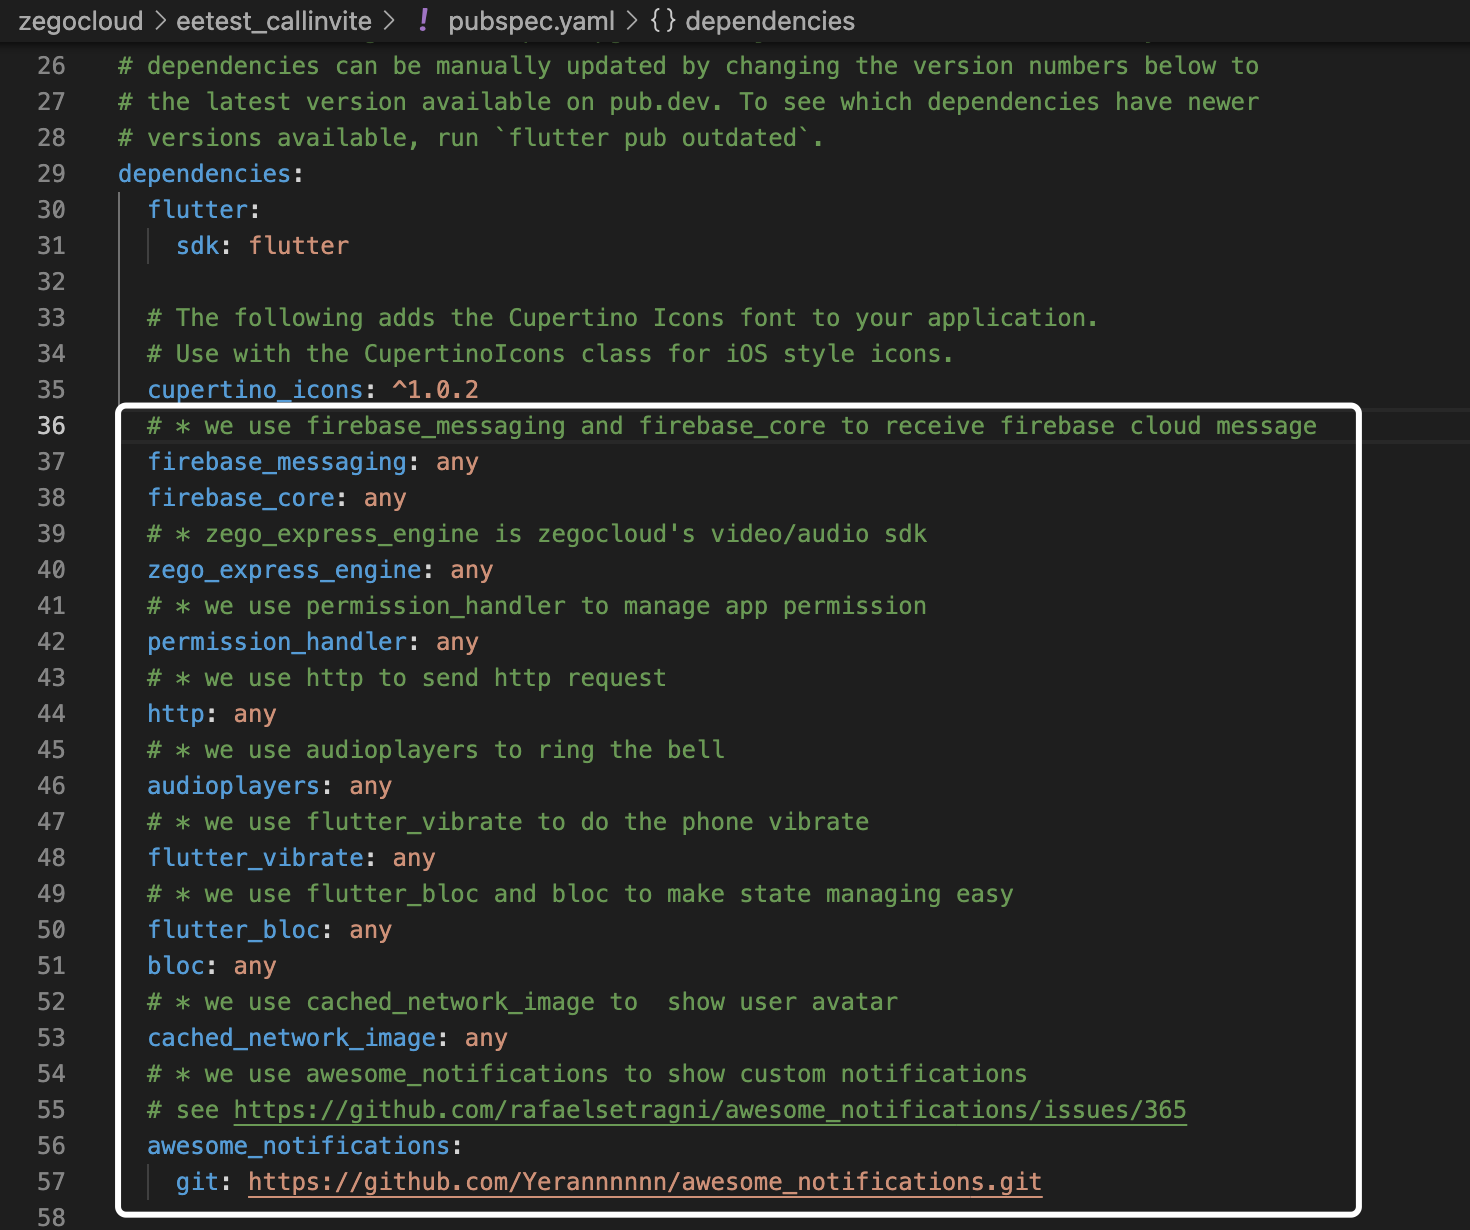 zegocloud > eetest_callinvite > ! pubspec.yaml > {} dependencies
26 # dependencies can be manually updated by changing the version numbers below to
27 # the latest version available on pub.dev. To see which dependencies have newer
28 # versions available, run `flutter pub outdated`.
29 dependencies:
30 flutter:
31 sdk: flutter
32
33 # The following adds the Cupertino Icons font to your application.
34 # Use with the CupertinoIcons class for iOS style icons.
35 cupertino_icons: ^1.0.2
36 # * we use firebase_messaging and firebase_core to receive firebase cloud message
37 firebase_messaging: any
38 firebase_core: any
39 # * zego_express_engine is zegocloud's video/audio sdk
40 zego_express_engine: any
41 # * we use permission_handler to manage app permission
42 permission_handler: any
43 # * we use http to send http request
44 http: any
45 # * we use audioplayers to ring the bell
46 audioplayers: any
47 # * we use flutter_vibrate to do the phone vibrate
48 flutter_vibrate: any
49 # * we use flutter_bloc and bloc to make state managing easy
50 flutter_bloc: any
51 bloc: any
52 # * we use cached_network_image to  show user avatar
53 cached_network_image: any
54 # * we use awesome_notifications to show custom notifications
55 # see https://github.com/rafaelsetragni/awesome_notifications/issues/365
56 awesome_notifications:
57 git: https://github.com/Yerannnnnn/awesome_notifications.git
58